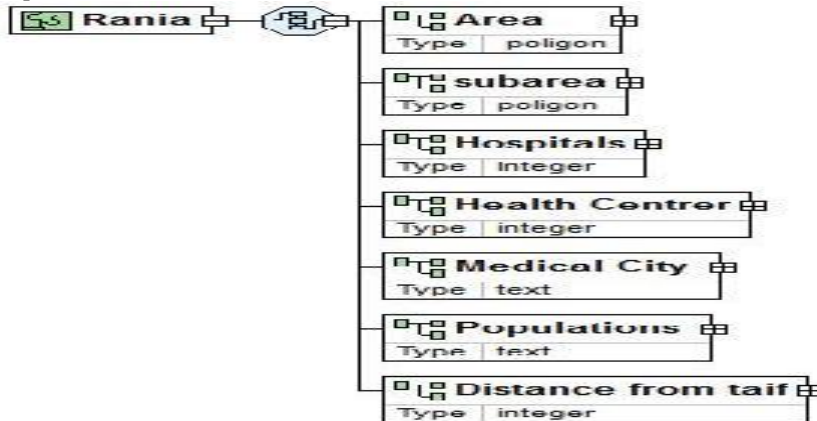 Rania
Area
Type poligon
subarea
Type poligon
Hospitals
Type Integer
Health Centrer
Type integer
Medical City
Type text
Populations
Type text
Distance from taif
Type integer